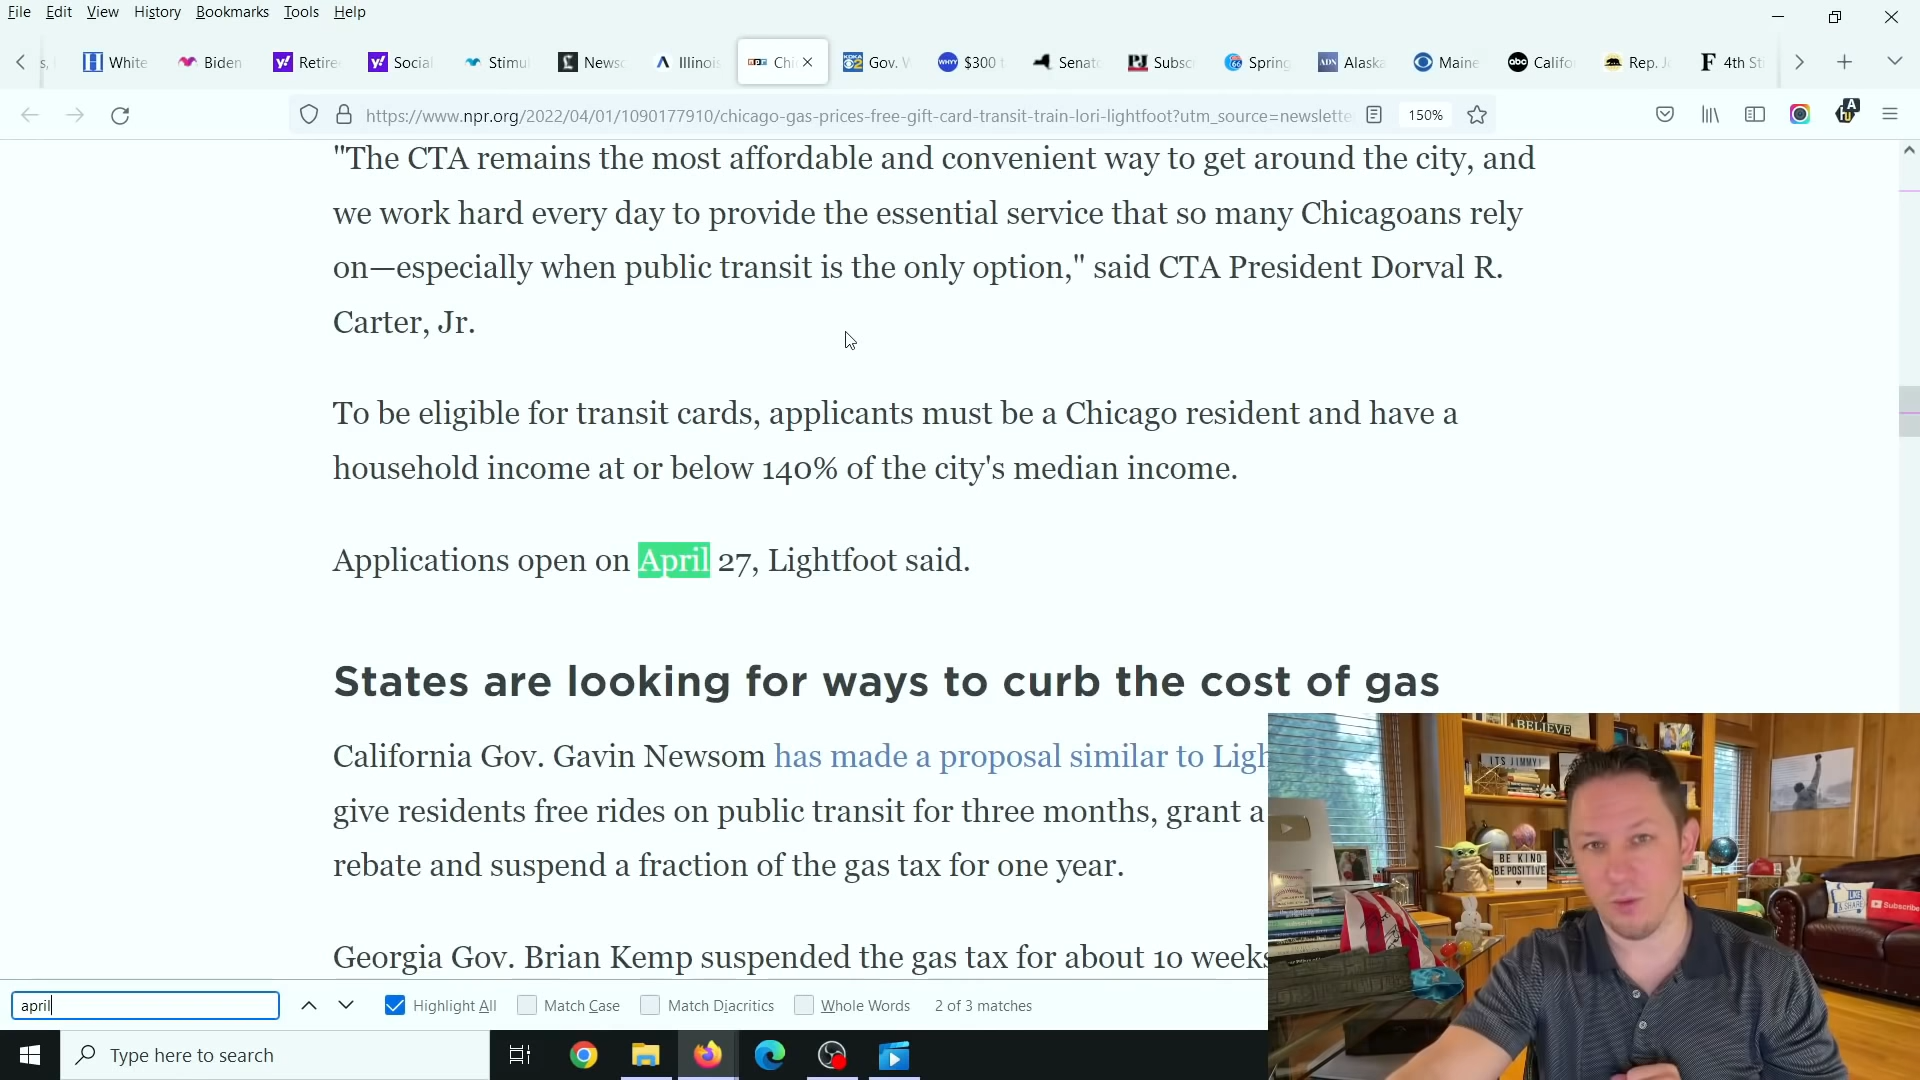 File Edit View History Bookmarks Tools Help
White Biden Retire Social Stimu Newsc Illinois Chi Gov. W $300 t Senat Subsc Spring Alaska Maine Califo Rep. J 4th Sti
https://www.npr.org/2022/04/01/1090177910/chicago-gas-prices-free-gift-card-transit-train-lori-lightfoot?utm_source=newslette 150%
"The CTA remains the most affordable and convenient way to get around the city, and
we work hard every day to provide the essential service that so many Chicagoans rely
on—especially when public transit is the only option," said CTA President Dorval R.
Carter, Jr.
To be eligible for transit cards, applicants must be a Chicago resident and have a
household income at or below 140% of the city's median income.
Applications open on April 27, Lightfoot said.
States are looking for ways to curb the cost of gas
California Gov. Gavin Newsom has made a proposal similar to Ligh
give residents free rides on public transit for three months, grant a
rebate and suspend a fraction of the gas tax for one year.
Georgia Gov. Brian Kemp suspended the gas tax for about 10 weeks
BELIEVE
ITS JIMMY!
BE KIND
BE POSITIVE
LIKE
& SHARE
Subscribe
april Highlight All Match Case Match Diacritics Whole Words 2 of 3 matches
Type here to search